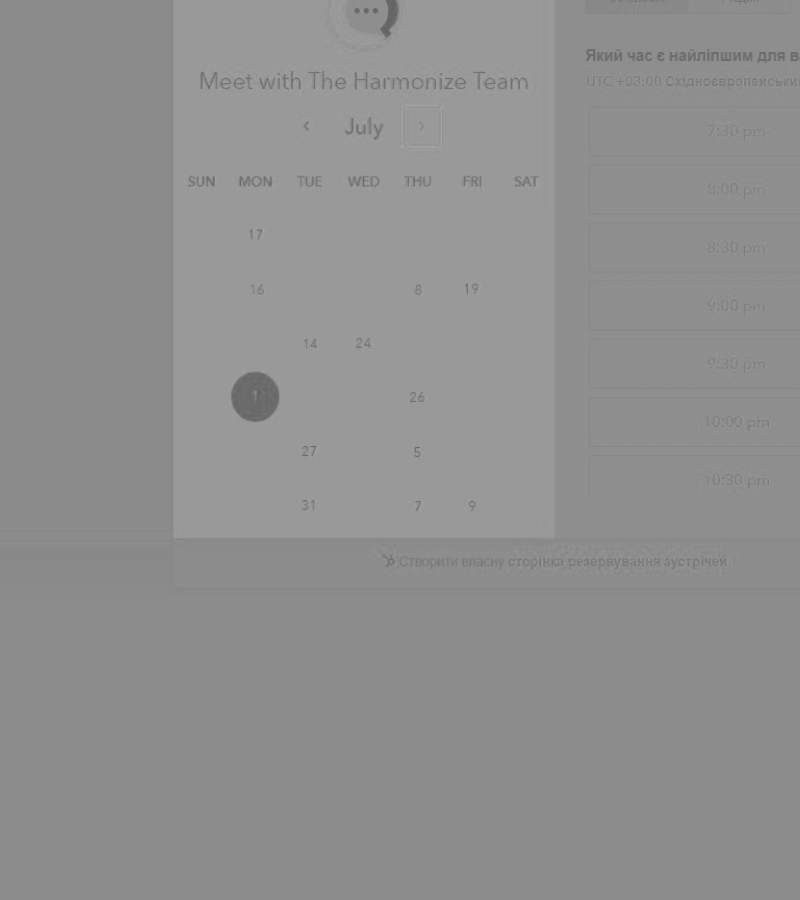 Meet with The Harmonize Team
July
SUN MON TUE WED THU FRI SAT
17
16 8 19
14 24
1 26
27 5
31 7 9
Який час є найліпшим для
UTC +03:00
7:30 pm
8:00 pm
8:30 pm
9:00 pm
9:30 pm
10:00 pm
10:30 pm
Створити власну сторінка резервування зустрічей